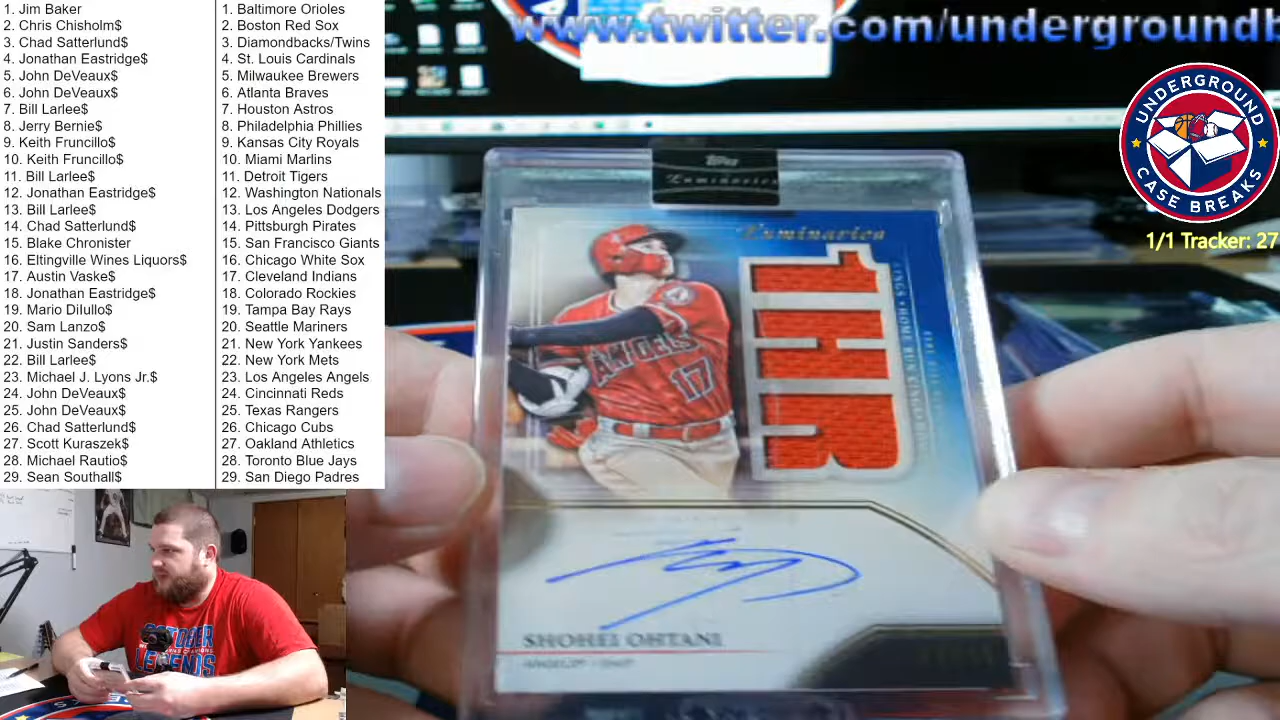 1. Jim Baker
2. Chris Chisholm$
3. Chad Satterlund$
4. Jonathan Eastridge$
5. John DeVeaux$
6. John DeVeaux$
7. Bill Larlee$
8. Jerry Bernie$
9. Keith Fruncillo$
10. Keith Fruncillo$
11. Bill Larlee$
12. Jonathan Eastridge$
13. Bill Larlee$
14. Chad Satterlund$
15. Blake Chronister
16. Eltingville Wines Liquors$
17. Austin Vaske$
18. Jonathan Eastridge$
19. Mario DiIullo$
20. Sam Lanzo$
21. Justin Sanders$
22. Bill Larlee$
23. Michael J. Lyons Jr.$
24. John DeVeaux$
25. John DeVeaux$
26. Chad Satterlund$
27. Scott Kuraszek$
28. Michael Rautio$
29. Sean Southall$
1. Baltimore Orioles
2. Boston Red Sox
3. Diamondbacks/Twins
4. St. Louis Cardinals
5. Milwaukee Brewers
6. Atlanta Braves
7. Houston Astros
8. Philadelphia Phillies
9. Kansas City Royals
10. Miami Marlins
11. Detroit Tigers
12. Washington Nationals
13. Los Angeles Dodgers
14. Pittsburgh Pirates
15. San Francisco Giants
16. Chicago White Sox
17. Cleveland Indians
18. Colorado Rockies
19. Tampa Bay Rays
20. Seattle Mariners
21. New York Yankees
22. New York Mets
23. Los Angeles Angels
24. Cincinnati Reds
25. Texas Rangers
26. Chicago Cubs
27. Oakland Athletics
28. Toronto Blue Jays
29. San Diego Padres
www.twitter.com/undergroundb
UNDERGROUND
CASE BREAKS
1/1 Tracker: 27
Topps
Luminaries
Luminaries
1HR
HOME RUN KINGS
ANGELS
17
SHOHEI OHTANI
OCTOBER
LEGENDS